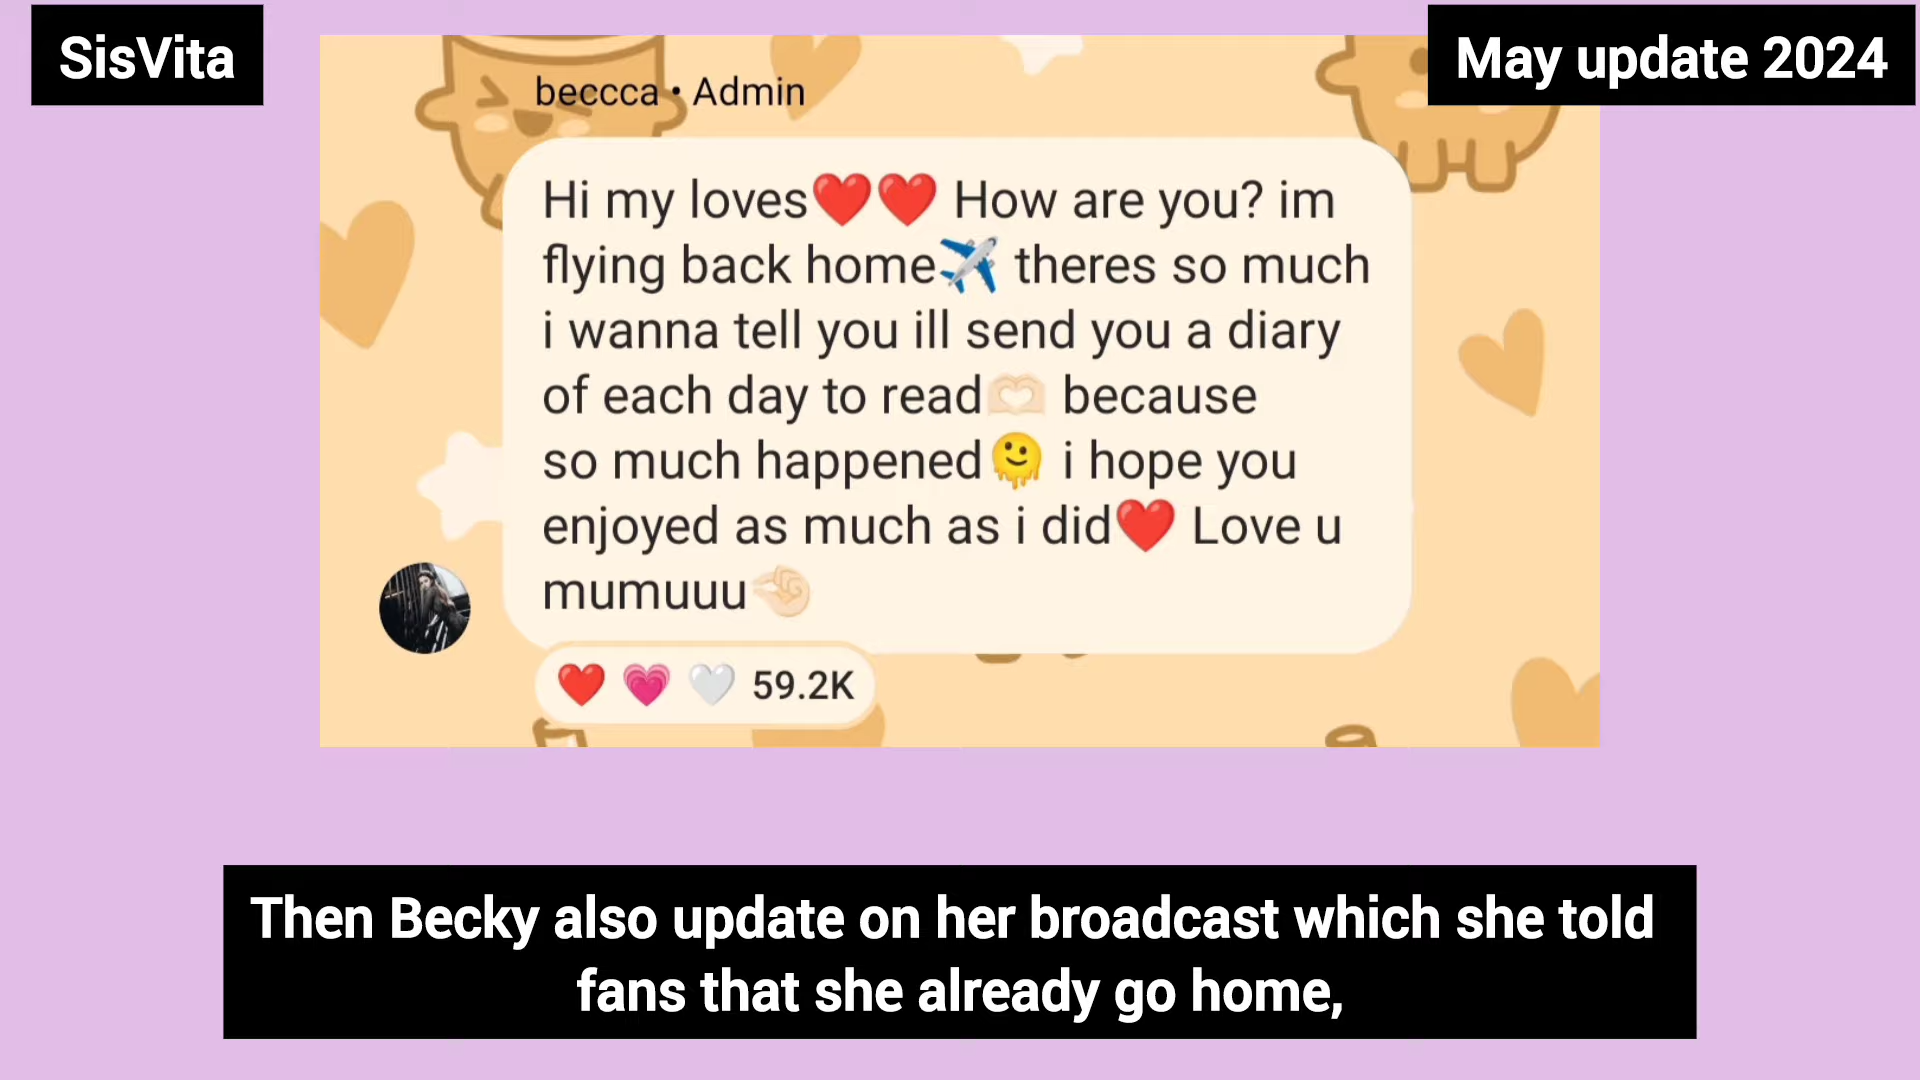 SisVita
May update 2024
beccca • Admin
Hi my loves❤️❤️ How are you? im
flying back home✈️ theres so much
i wanna tell you ill send you a diary
of each day to read🫶🏻 because
so much happened🫠 i hope you
enjoyed as much as i did❤️ Love u
mumuuu🤏🏻
❤️ 💗 🤍 59.2K
Then Becky also update on her broadcast which she told
fans that she already go home,